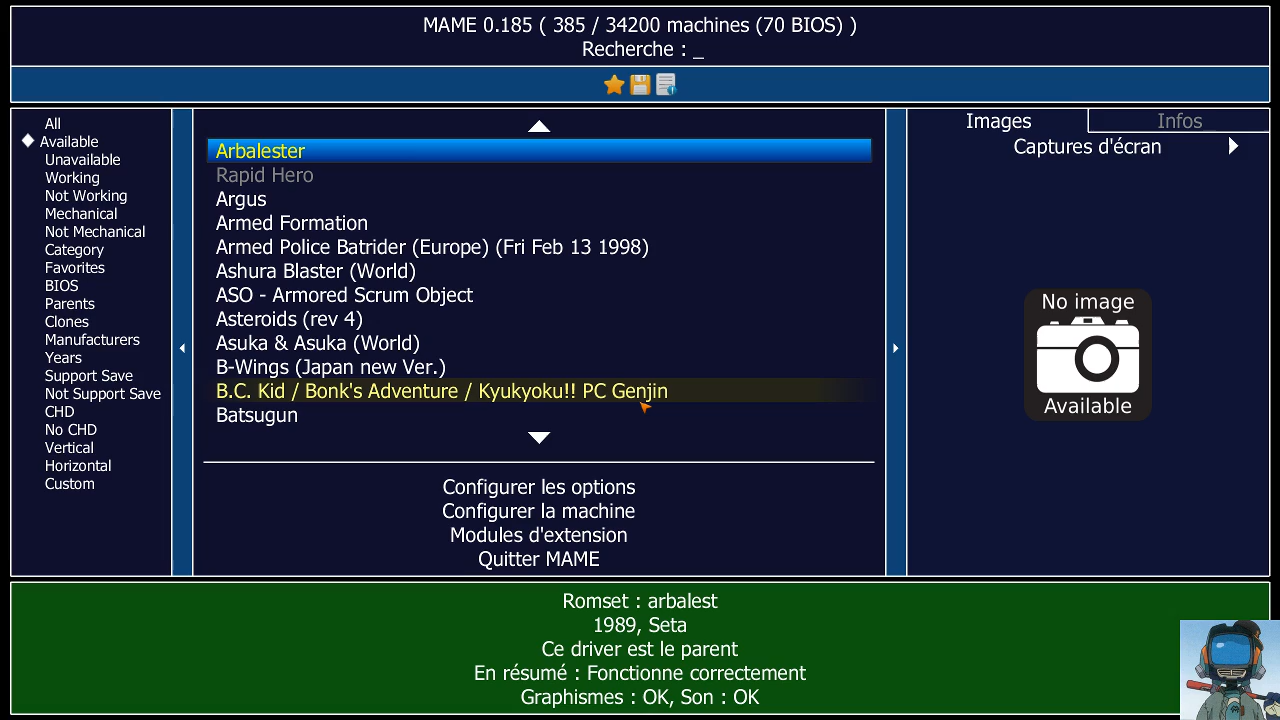 MAME 0.185 ( 385 / 34200 machines (70 BIOS) )
Recherche : _
All
Available
Unavailable
Working
Not Working
Mechanical
Not Mechanical
Category
Favorites
BIOS
Parents
Clones
Manufacturers
Years
Support Save
Not Support Save
CHD
No CHD
Vertical
Horizontal
Custom
Arbalester
Rapid Hero
Argus
Armed Formation
Armed Police Batrider (Europe) (Fri Feb 13 1998)
Ashura Blaster (World)
ASO - Armored Scrum Object
Asteroids (rev 4)
Asuka & Asuka (World)
B-Wings (Japan new Ver.)
B.C. Kid / Bonk's Adventure / Kyukyoku!! PC Genjin
Batsugun
Configurer les options
Configurer la machine
Modules d'extension
Quitter MAME
Images
Infos
Captures d'écran
No image
Available
Romset : arbalest
1989, Seta
Ce driver est le parent
En résumé : Fonctionne correctement
Graphismes : OK, Son : OK